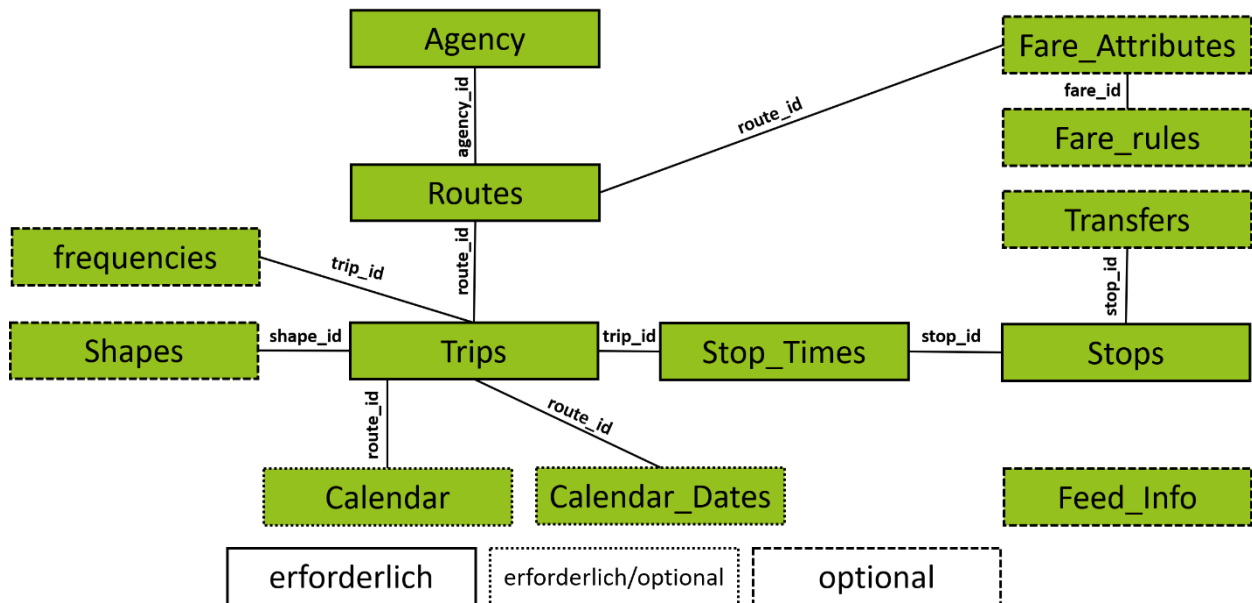 Agency
Fare_Attributes
agency_id
route_id
fare_id
Fare_rules
Routes
Transfers
frequencies
trip_id
route_id
stop_id
Shapes
shape_id
Trips
trip_id
Stop_Times
stop_id
Stops
route_id
route_id
Calendar
Calendar_Dates
Feed_Info
erforderlich
erforderlich/optional
optional